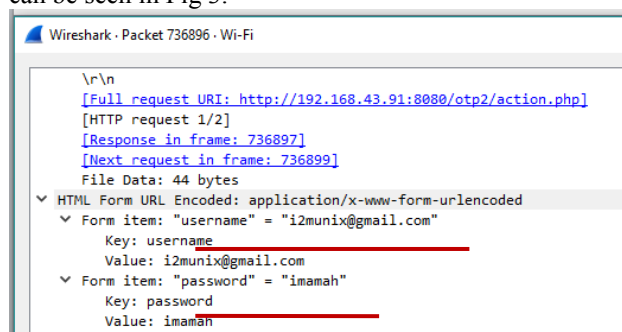 can be seen in Fig 3.
Wireshark · Packet 736896 · Wi-Fi
\r\n
[Full request URI: http://192.168.43.91:8080/otp2/action.php]
[HTTP request 1/2]
[Response in frame: 736897]
[Next request in frame: 736899]
File Data: 44 bytes
HTML Form URL Encoded: application/x-www-form-urlencoded
Form item: "username" = "i2munix@gmail.com"
Key: username
Value: i2munix@gmail.com
Form item: "password" = "imamah"
Key: password
Value: imamah